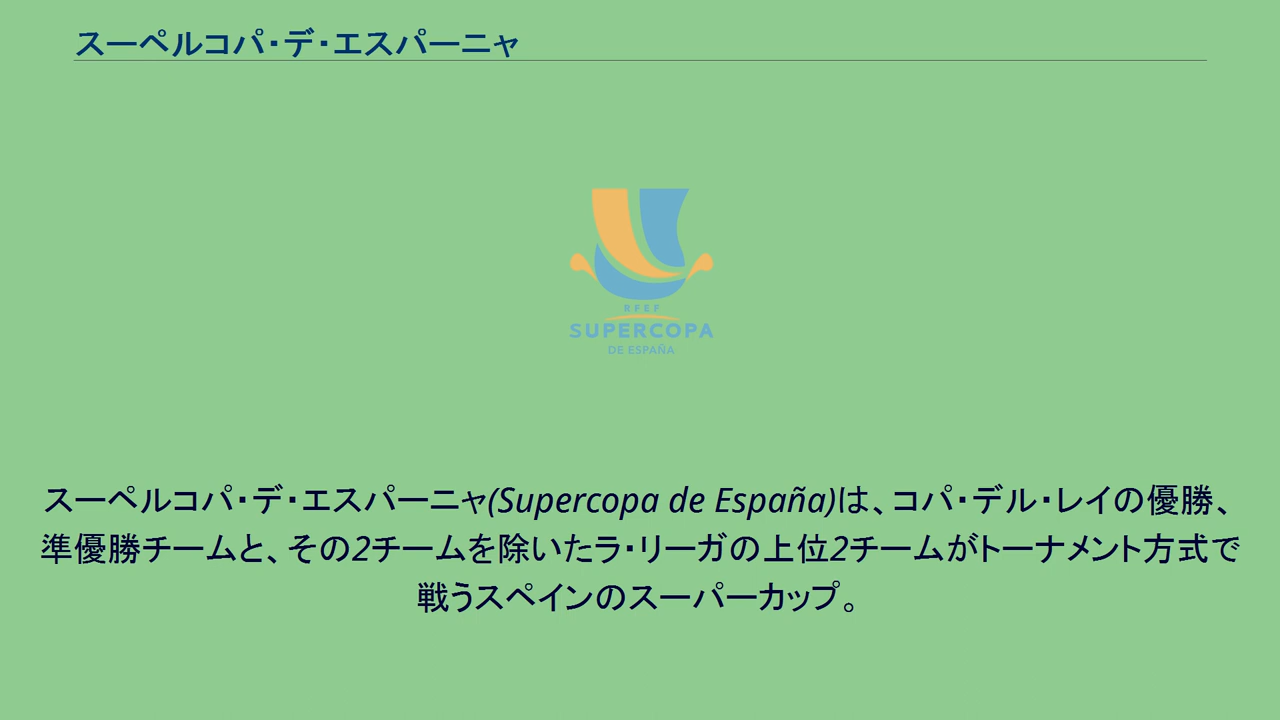 スーペルコパ・デ・エスパーニャ
RFEF
SUPERCOPA
DE ESPAÑA
スーペルコパ・デ・エスパーニャ(Supercopa de España)は、コパ・デル・レイの優勝、
準優勝チームと、その2チームを除いたラ・リーガの上位2チームがトーナメント方式で
戦うスペインのスーパーカップ。